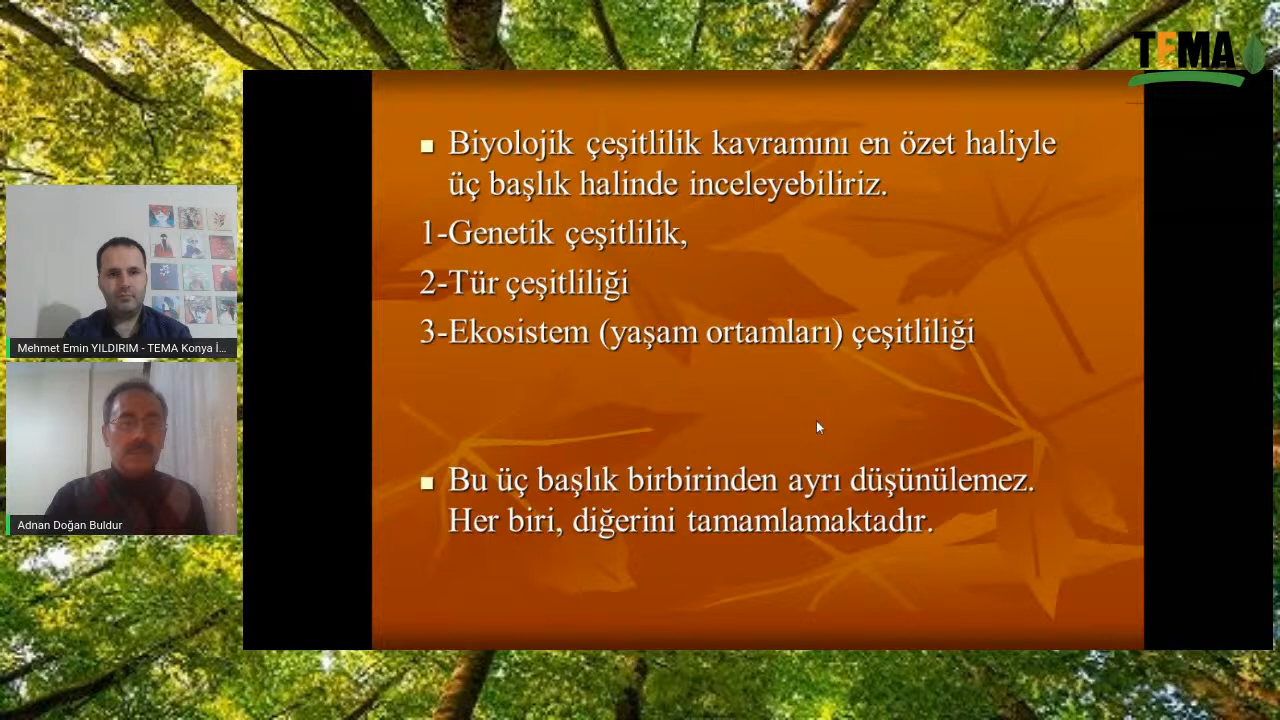 TEMA
Biyolojik çeşitlilik kavramını en özet haliyle
üç başlık halinde inceleyebiliriz.
1-Genetik çeşitlilik,
2-Tür çeşitliliği
3-Ekosistem (yaşam ortamları) çeşitliliği
Bu üç başlık birbirinden ayrı düşünülemez.
Her biri, diğerini tamamlamaktadır.
Mehmet Emin YILDIRIM - TEMA Konya İ...
Adnan Doğan Buldur